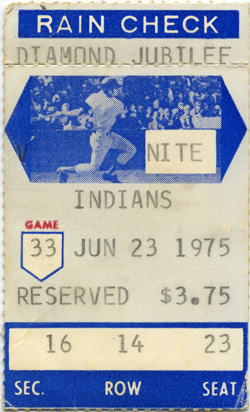 RAIN CHECK
DIAMOND JUBILEE
V NITE
INDIANS
GAME
33 JUN 23 1975
RESERVED $3.75
16 14 23
SEC. ROW SEAT